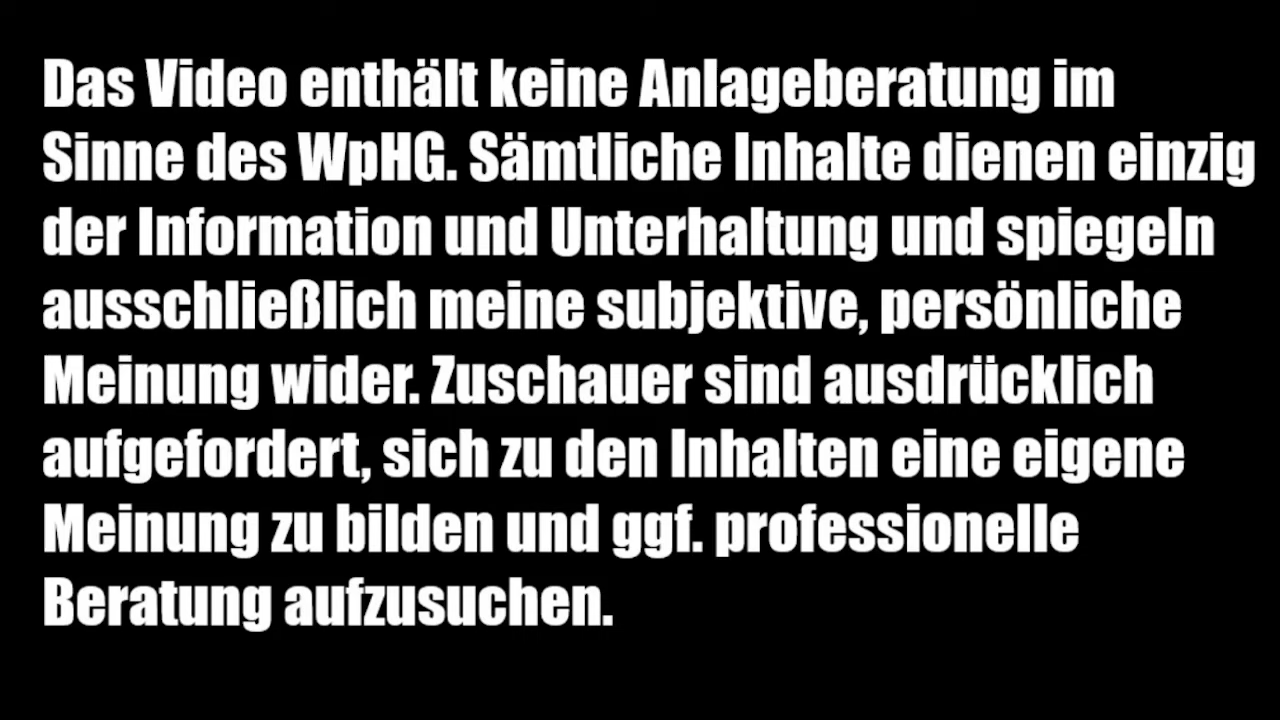 Das Video enthält keine Anlageberatung im
Sinne des WpHG. Sämtliche Inhalte dienen einzig
der Information und Unterhaltung und spiegeln
ausschließlich meine subjektive, persönliche
Meinung wider. Zuschauer sind ausdrücklich
aufgefordert, sich zu den Inhalten eine eigene
Meinung zu bilden und ggf. professionelle
Beratung aufzusuchen.